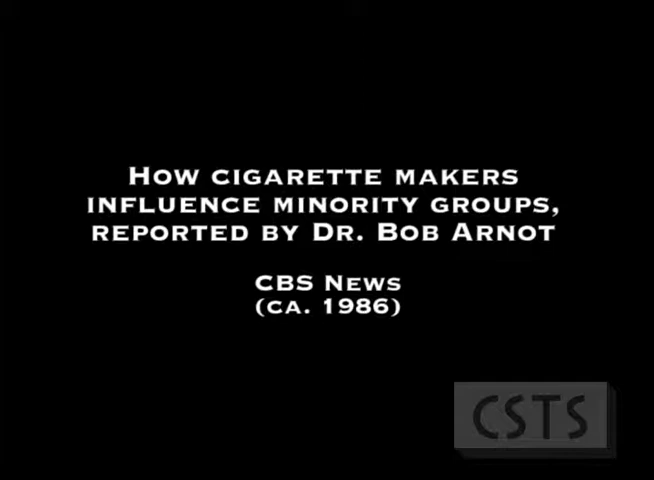 How cigarette makers
influence minority groups,
reported by Dr. Bob Arnot
CBS News
(ca. 1986)
CSTS